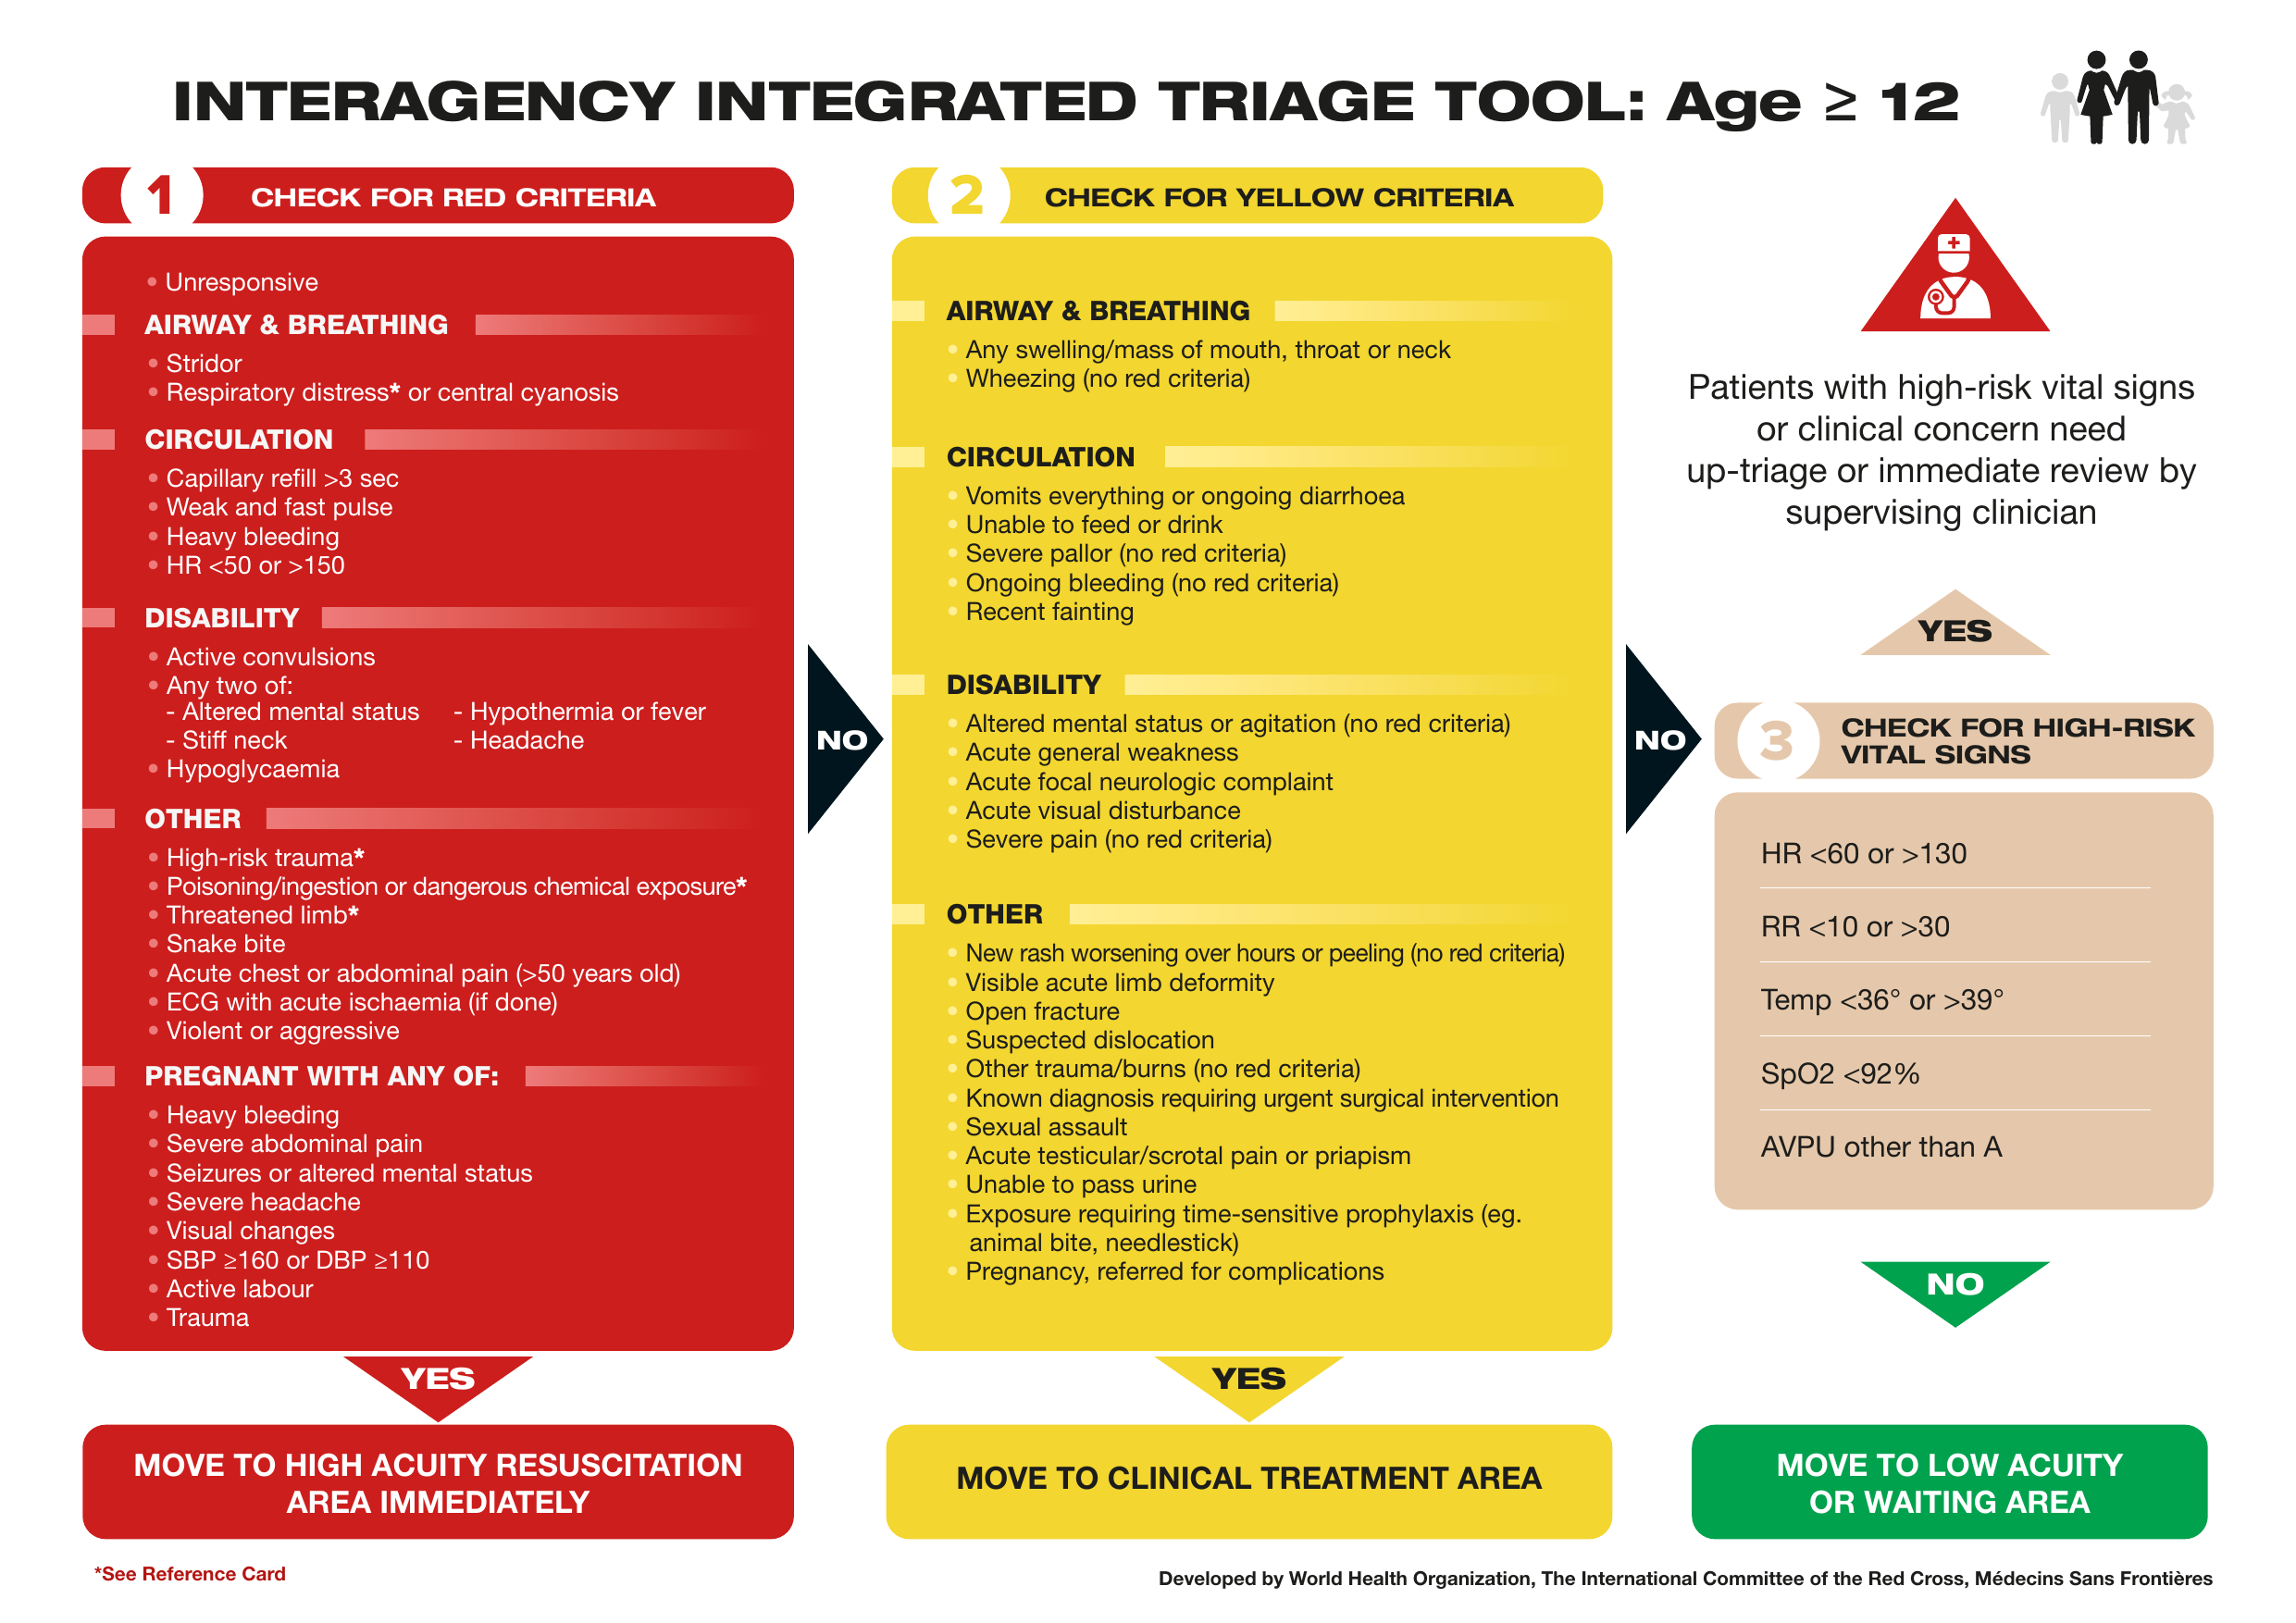 INTERAGENCY INTEGRATED TRIAGE TOOL: Age ≥ 12
1 CHECK FOR RED CRITERIA
• Unresponsive
AIRWAY & BREATHING
• Stridor
• Respiratory distress* or central cyanosis
CIRCULATION
• Capillary refill >3 sec
• Weak and fast pulse
• Heavy bleeding
• HR <50 or >150
DISABILITY
• Active convulsions
• Any two of:
- Altered mental status - Hypothermia or fever
- Stiff neck - Headache
• Hypoglycaemia
OTHER
• High-risk trauma*
• Poisoning/ingestion or dangerous chemical exposure*
• Threatened limb*
• Snake bite
• Acute chest or abdominal pain (>50 years old)
• ECG with acute ischaemia (if done)
• Violent or aggressive
PREGNANT WITH ANY OF:
• Heavy bleeding
• Severe abdominal pain
• Seizures or altered mental status
• Severe headache
• Visual changes
• SBP ≥160 or DBP ≥110
• Active labour
• Trauma
YES
MOVE TO HIGH ACUITY RESUSCITATION
AREA IMMEDIATELY
*See Reference Card
NO
2 CHECK FOR YELLOW CRITERIA
AIRWAY & BREATHING
• Any swelling/mass of mouth, throat or neck
• Wheezing (no red criteria)
CIRCULATION
• Vomits everything or ongoing diarrhoea
• Unable to feed or drink
• Severe pallor (no red criteria)
• Ongoing bleeding (no red criteria)
• Recent fainting
DISABILITY
• Altered mental status or agitation (no red criteria)
• Acute general weakness
• Acute focal neurologic complaint
• Acute visual disturbance
• Severe pain (no red criteria)
OTHER
• New rash worsening over hours or peeling (no red criteria)
• Visible acute limb deformity
• Open fracture
• Suspected dislocation
• Other trauma/burns (no red criteria)
• Known diagnosis requiring urgent surgical intervention
• Sexual assault
• Acute testicular/scrotal pain or priapism
• Unable to pass urine
• Exposure requiring time-sensitive prophylaxis (eg.
animal bite, needlestick)
• Pregnancy, referred for complications
YES
MOVE TO CLINICAL TREATMENT AREA
NO
Patients with high-risk vital signs
or clinical concern need
up-triage or immediate review by
supervising clinician
YES
3 CHECK FOR HIGH-RISK
VITAL SIGNS
HR <60 or >130
RR <10 or >30
Temp <36° or >39°
SpO2 <92%
AVPU other than A
NO
MOVE TO LOW ACUITY
OR WAITING AREA
Developed by World Health Organization, The International Committee of the Red Cross, Médecins Sans Frontières